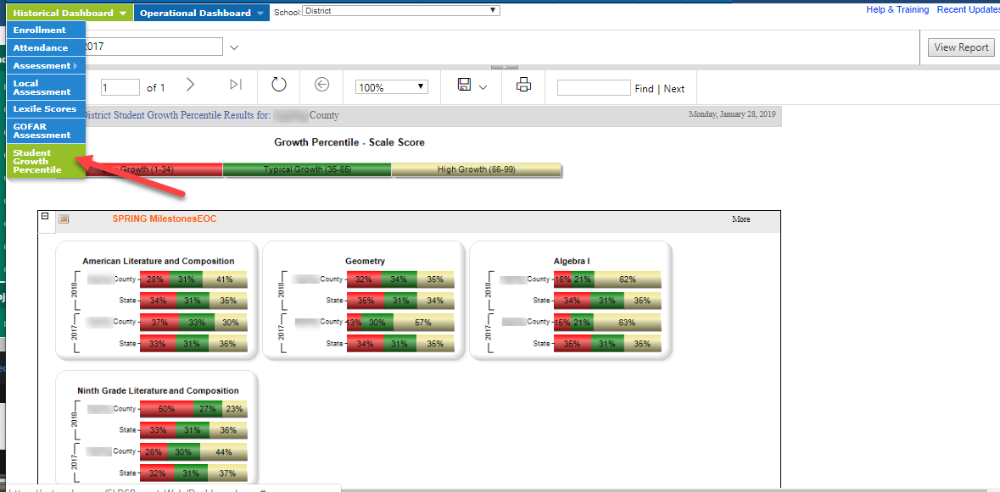 Historical Dashboard Operational Dashboard School: District Help & Training Recent Updates
Enrollment
Attendance
Assessment
Local
Assessment
Lexile Scores
GOFAR
Assessment
Student
Growth
Percentile
2017
View Report
1 of 1 100% Find | Next
District Student Growth Percentile Results for: County Monday, January 28, 2019
Growth Percentile - Scale Score
Growth (1-34) Typical Growth (35-65) High Growth (66-99)
SPRING MilestonesEOC More
American Literature and Composition
2018
County 28% 31% 41%
State 34% 31% 35%
2017
County 37% 33% 30%
State 33% 31% 36%
Geometry
2018
County 32% 34% 35%
State 35% 31% 34%
2017
County 13% 30% 57%
State 34% 31% 35%
Algebra I
2018
County 16% 21% 62%
State 34% 31% 35%
2017
County 15% 21% 63%
State 35% 31% 35%
Ninth Grade Literature and Composition
2018
County 50% 27% 23%
State 33% 31% 36%
2017
County 26% 30% 44%
State 32% 31% 37%